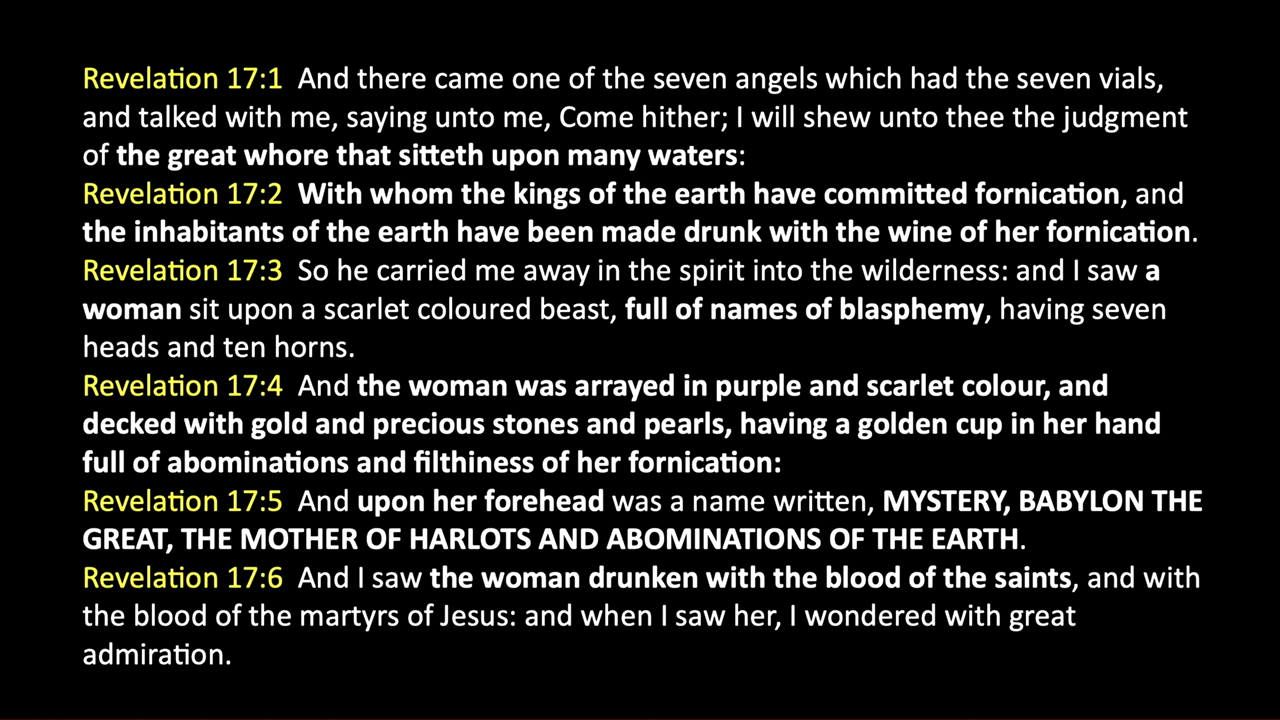 Revelation 17:1  And there came one of the seven angels which had the seven vials,
and talked with me, saying unto me, Come hither; I will shew unto thee the judgment
of the great whore that sitteth upon many waters:
Revelation 17:2  With whom the kings of the earth have committed fornication, and
the inhabitants of the earth have been made drunk with the wine of her fornication.
Revelation 17:3  So he carried me away in the spirit into the wilderness: and I saw a
woman sit upon a scarlet coloured beast, full of names of blasphemy, having seven
heads and ten horns.
Revelation 17:4  And the woman was arrayed in purple and scarlet colour, and
decked with gold and precious stones and pearls, having a golden cup in her hand
full of abominations and filthiness of her fornication:
Revelation 17:5  And upon her forehead was a name written, MYSTERY, BABYLON THE
GREAT, THE MOTHER OF HARLOTS AND ABOMINATIONS OF THE EARTH.
Revelation 17:6  And I saw the woman drunken with the blood of the saints, and with
the blood of the martyrs of Jesus: and when I saw her, I wondered with great
admiration.